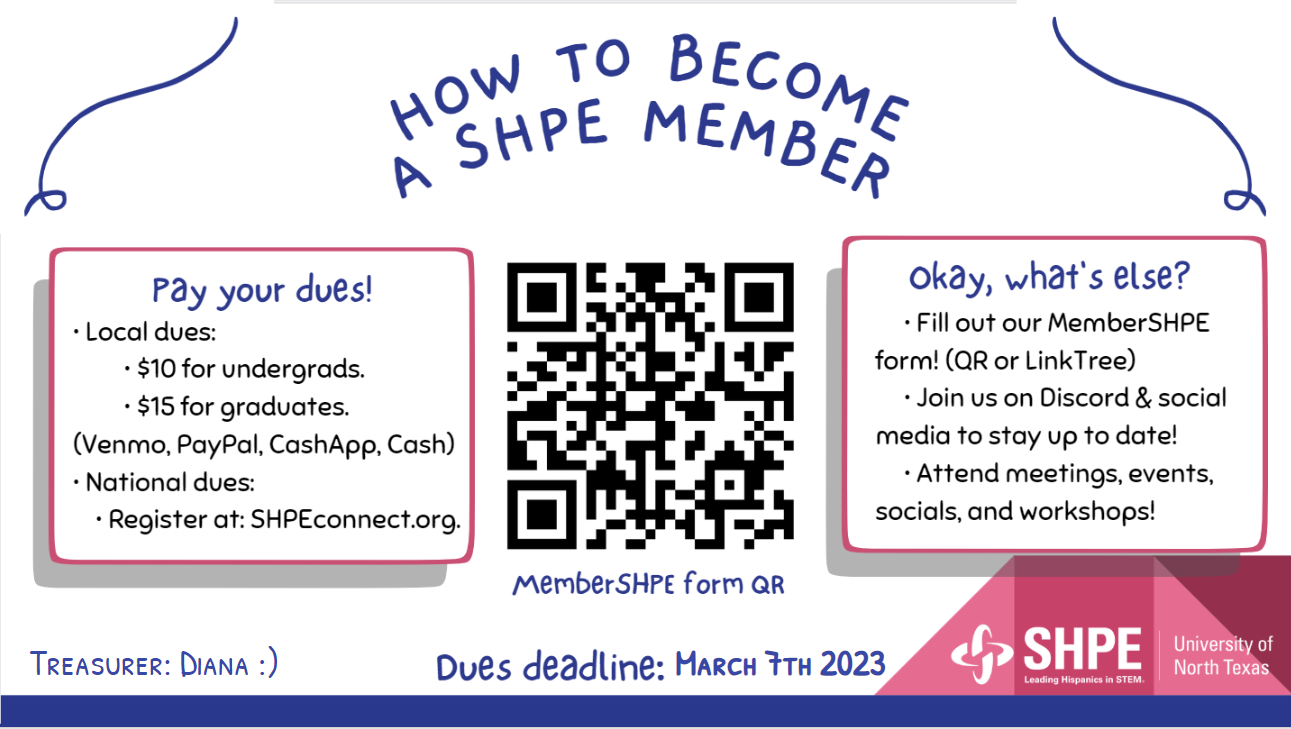 HOW TO BECOME
A SHPE MEMBER
Pay your dues!
• Local dues:
• $10 for undergrads.
• $15 for graduates.
(Venmo, PayPal, CashApp, Cash)
• National dues:
• Register at: SHPEconnect.org.
MemberSHPE form QR
Okay, what's else?
• Fill out our MemberSHPE
form! (QR or LinkTree)
• Join us on Discord & social
media to stay up to date!
• Attend meetings, events,
socials, and workshops!
Treasurer: Diana :)
Dues deadline: March 7th 2023
SHPE
Leading Hispanics in STEM.
University of
North Texas